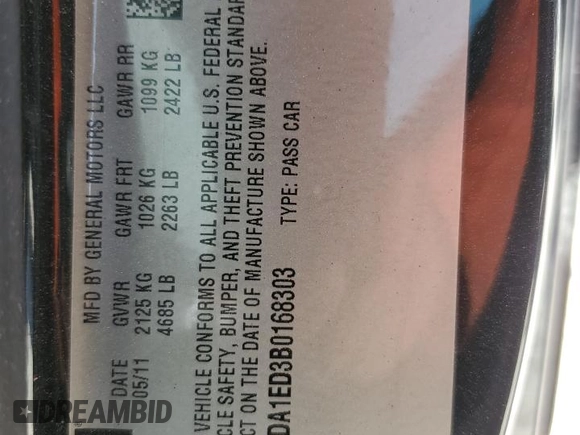 MFD BY GENERAL MOTORS LLC
DATE GVWR GAWR FRT GAWR RR
05/11 2125 KG 1026 KG 1099 KG
4685 LB 2263 LB 2422 LB
VEHICLE CONFORMS TO ALL APPLICABLE U.S. FEDERAL
CLE SAFETY, BUMPER, AND THEFT PREVENTION STANDAR
CT ON THE DATE OF MANUFACTURE SHOWN ABOVE.
DA1ED3B0168303 TYPE: PASS CAR
DREAMBID